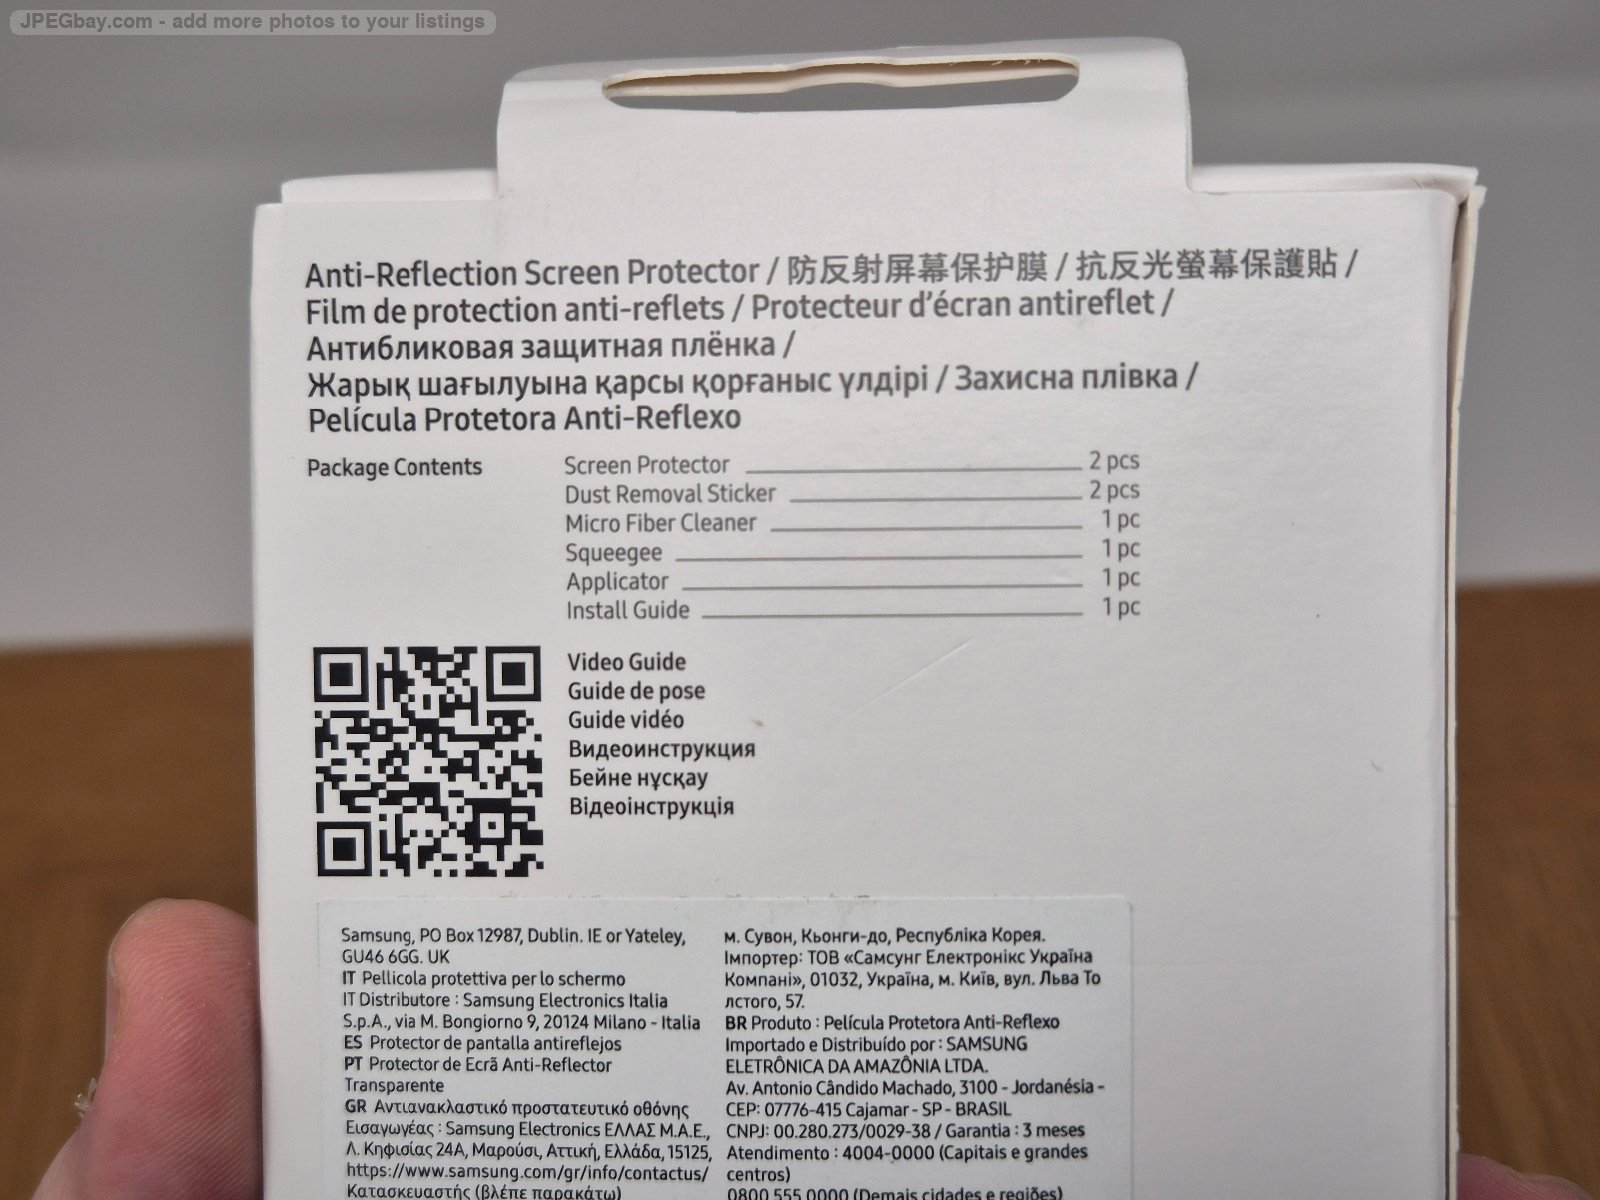 JPEGbay.com - add more photos to your listings
Anti-Reflection Screen Protector / 防反射屏幕保护膜 / 抗反光螢幕保護貼 /
Film de protection anti-reflets / Protecteur d'écran antireflet /
Антибликовая защитная плёнка /
Жарық шағылуына қарсы қорғаныс үлдірі / Захисна плівка /
Película Protetora Anti-Reflexo
Package Contents
Screen Protector 2 pcs
Dust Removal Sticker 2 pcs
Micro Fiber Cleaner 1 pc
Squeegee 1 pc
Applicator 1 pc
Install Guide 1 pc
Video Guide
Guide de pose
Guide vidéo
Видеоинструкция
Бейне нұсқау
Відеоінструкція
Samsung, PO Box 12987, Dublin. IE or Yateley,
GU46 6GG. UK
IT Pellicola protettiva per lo schermo
IT Distributore : Samsung Electronics Italia
S.p.A., via M. Bongiorno 9, 20124 Milano - Italia
ES Protector de pantalla antireflejos
PT Protector de Ecrã Anti-Reflector
Transparente
GR Αντιανακλαστικό προστατευτικό οθόνης
Εισαγωγέας : Samsung Electronics ΕΛΛΑΣ Μ.Α.Ε.,
Λ. Κηφισίας 24Α, Μαρούσι, Αττική, Ελλάδα, 15125,
https://www.samsung.com/gr/info/contactus/
Κατασκευαστής (βλέπε παρακάτω)
м. Сувон, Кьонги-до, Республіка Корея.
Імпортер: ТОВ «Самсунг Електронікс Україна
Компані», 01032, Україна, м. Київ, вул. Льва То
лстого, 57.
BR Produto : Película Protetora Anti-Reflexo
Importado e Distribuído por : SAMSUNG
ELETRÔNICA DA AMAZÔNIA LTDA.
Av. Antonio Cândido Machado, 3100 - Jordanésia -
CEP: 07776-415 Cajamar - SP - BRASIL
CNPJ: 00.280.273/0029-38 / Garantia : 3 meses
Atendimento : 4004-0000 (Capitais e grandes
centros)
0800 555 0000 (Demais cidades e regiões)